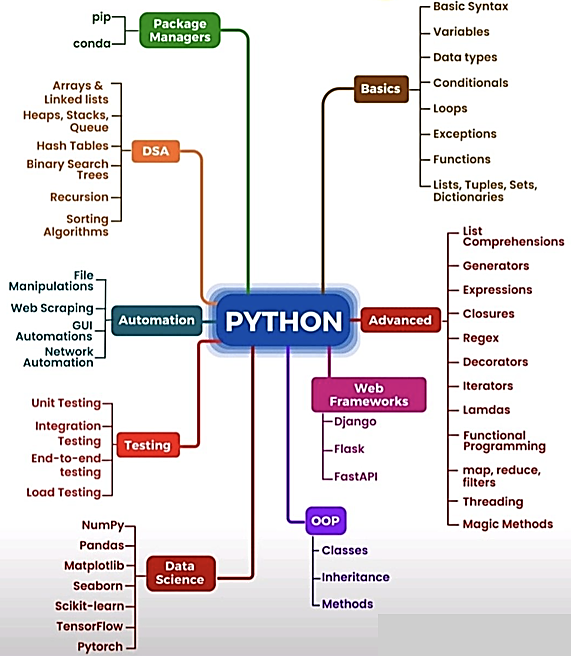 pip
conda
Package
Managers
Basics
Basic Syntax
Variables
Data types
Conditionals
Loops
Exceptions
Functions
Lists, Tuples, Sets,
Dictionaries
DSA
Arrays &
Linked lists
Heaps, Stacks,
Queue
Hash Tables
Binary Search
Trees
Recursion
Sorting
Algorithms
PYTHON
Automation
File
Manipulations
Web Scraping
GUI
Automations
Network
Automation
Advanced
List
Comprehensions
Generators
Expressions
Closures
Regex
Decorators
Iterators
Lamdas
Functional
Programming
map, reduce,
filters
Threading
Magic Methods
Web
Frameworks
Django
Flask
FastAPI
Testing
Unit Testing
Integration
Testing
End-to-end
testing
Load Testing
OOP
Classes
Inheritance
Methods
Data
Science
NumPy
Pandas
Matplotlib
Seaborn
Scikit-learn
TensorFlow
Pytorch